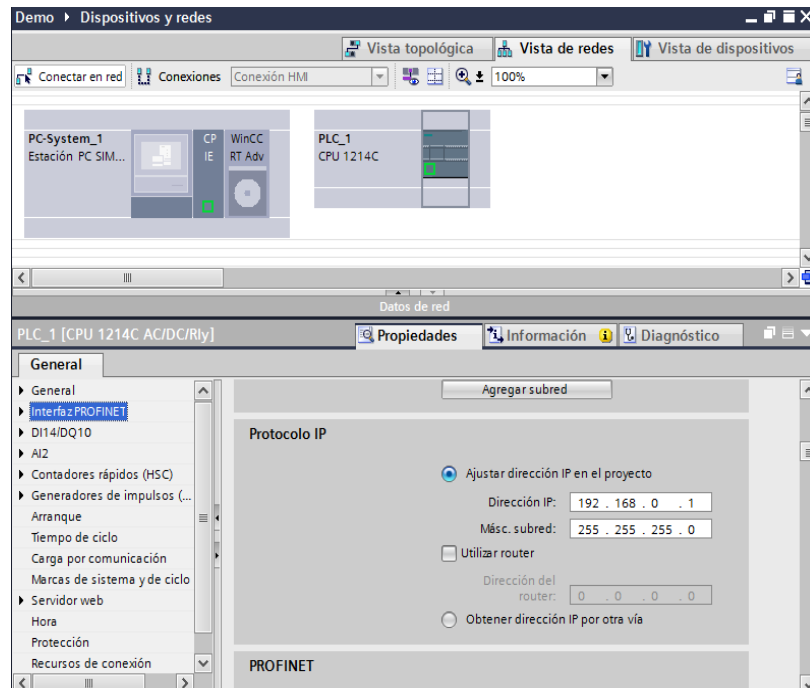 Demo Dispositivos y redes
Vista topológica Vista de redes Vista de dispositivos
Conectar en red Conexiones Conexión HMI 100%
PC-System_1 CP WinCC PLC_1
Estación PC SIM... IE RT Adv CPU 1214C
Datos de red
PLC_1 [CPU 1214C AC/DC/Rly] Propiedades Información Diagnóstico
General
General
Interfaz PROFINET
DI14/DQ10
AI2
Contadores rápidos (HSC)
Generadores de impulsos (...
Arranque
Tiempo de ciclo
Carga por comunicación
Marcas de sistema y de ciclo
Servidor web
Hora
Protección
Recursos de conexión
Agregar subred
Protocolo IP
Ajustar dirección IP en el proyecto
Dirección IP: 192 . 168 . 0 . 1
Másc. subred: 255 . 255 . 255 . 0
Utilizar router
Dirección del
router: 0 . 0 . 0 . 0
Obtener dirección IP por otra vía
PROFINET